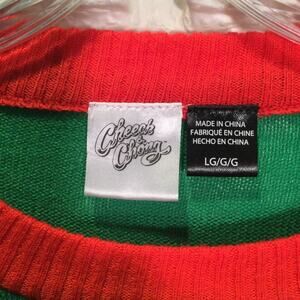 Cheech
& Chong
MADE IN CHINA
FABRIQUÉ EN CHINE
HECHO EN CHINA
LG/G/G